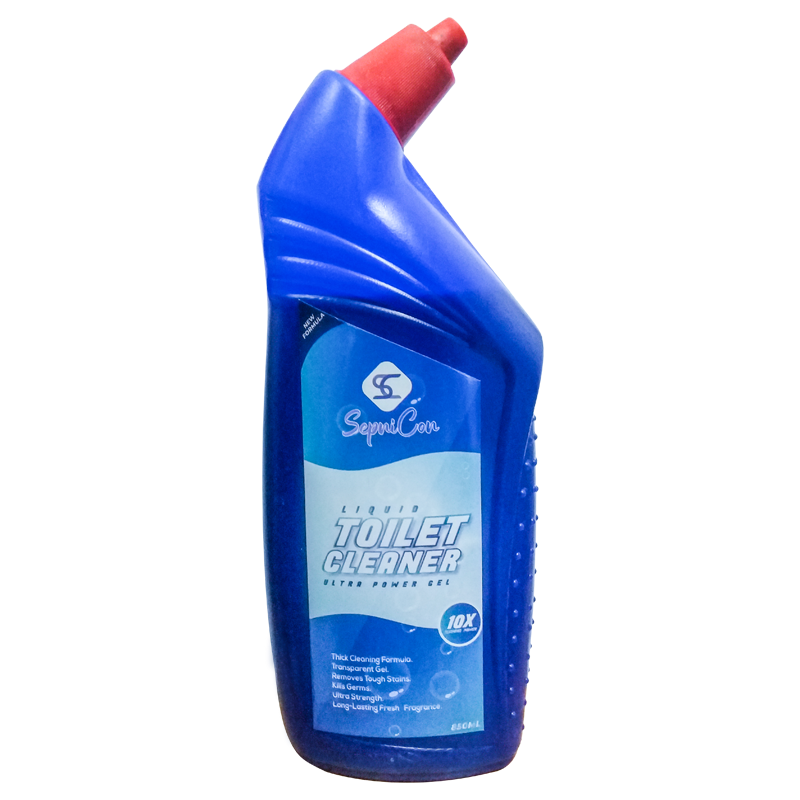 NEW
FORMULA
SC
SepniCon
LIQUID
TOILET
CLEANER
ULTRA POWER GEL
10X
Thick Cleaning Formula.
Transparent Gel.
Removes Tough Stains.
Kills Germs.
Ultra Strength.
Long-Lasting Fresh Fragrance.
850ML